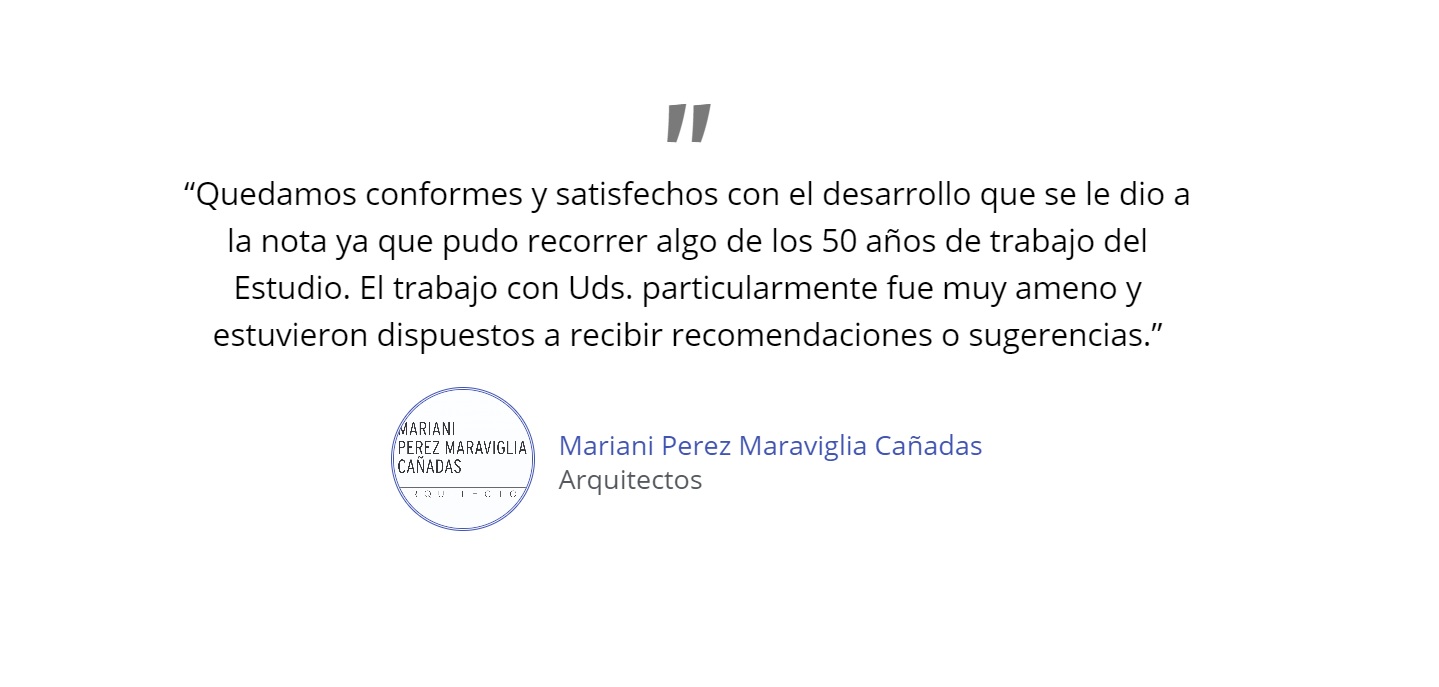 "
“Quedamos conformes y satisfechos con el desarrollo que se le dio a
la nota ya que pudo recorrer algo de los 50 años de trabajo del
Estudio. El trabajo con Uds. particularmente fue muy ameno y
estuvieron dispuestos a recibir recomendaciones o sugerencias.”
MARIANI
PEREZ MARAVIGLIA
CAÑADAS
Mariani Perez Maraviglia Cañadas
Arquitectos